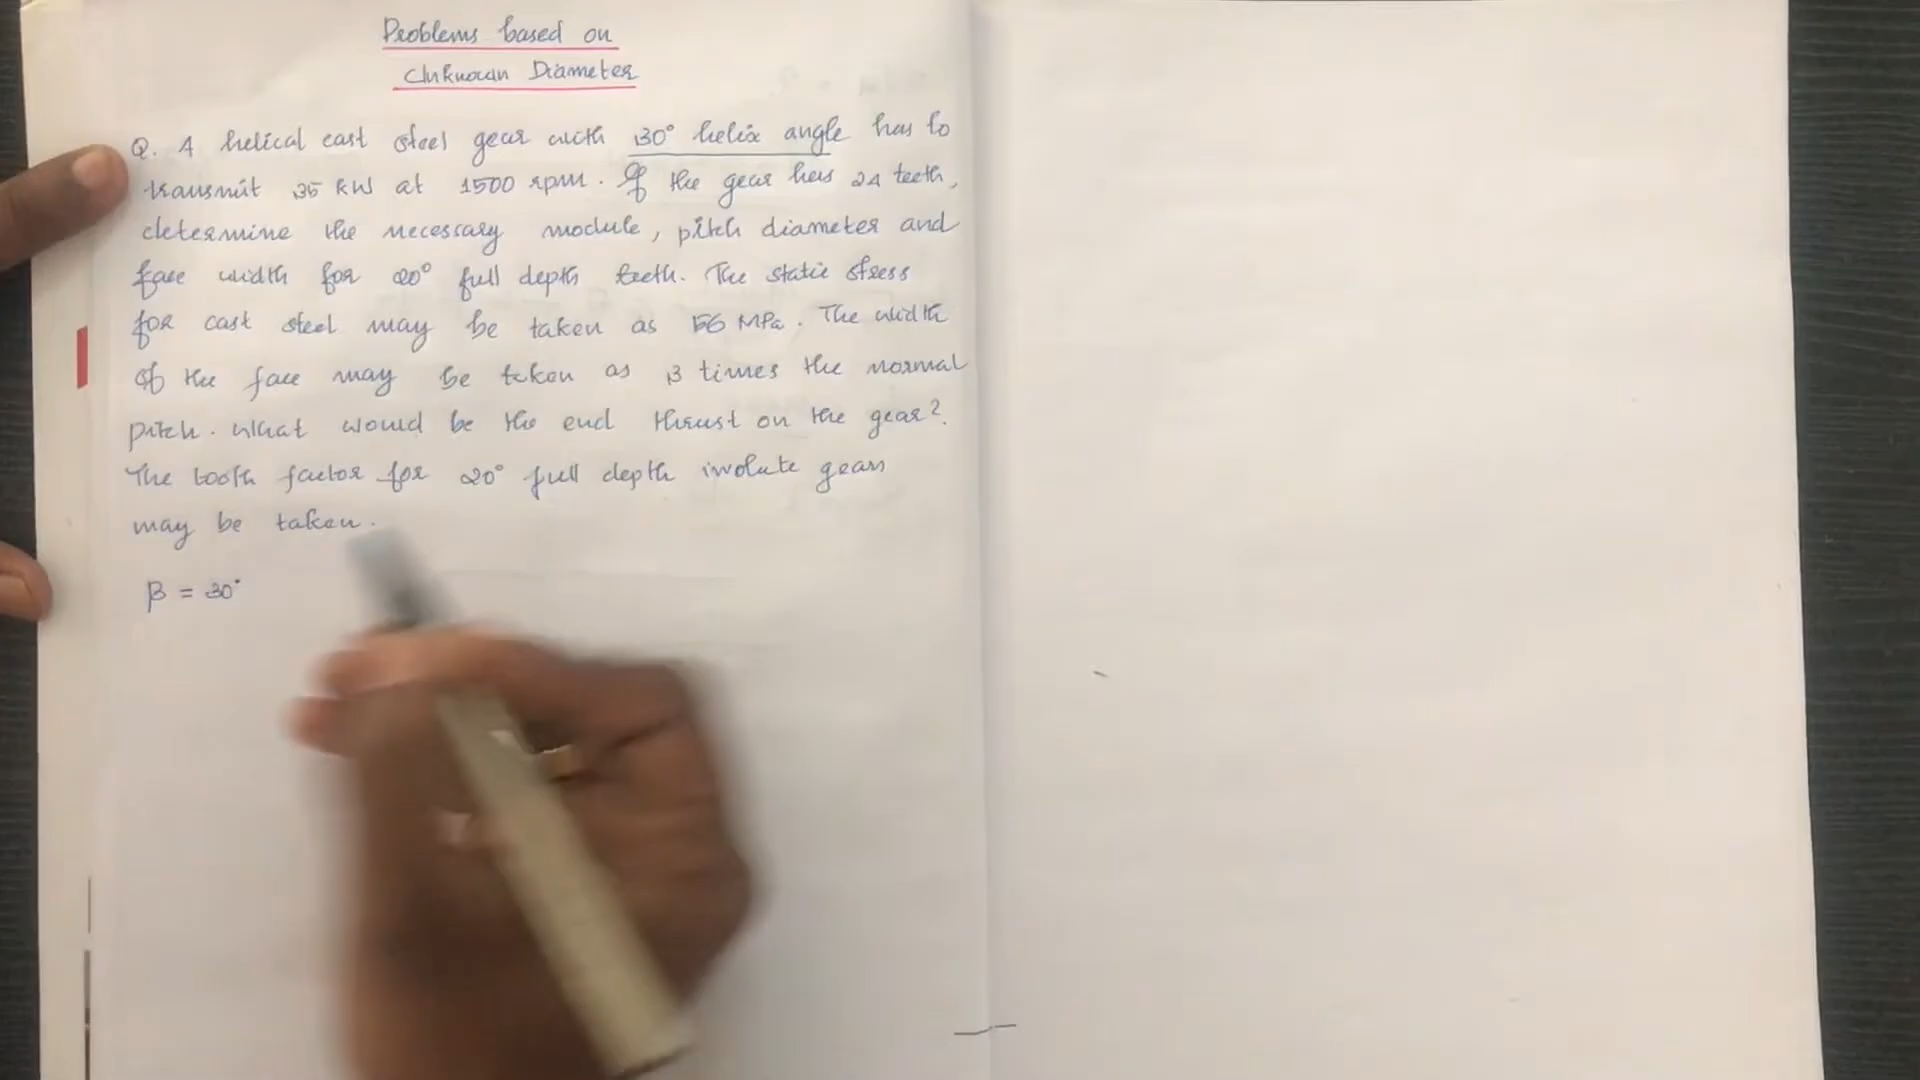 Problems based on
Unknown Diameter
Q. A helical cast steel gear with 30° helix angle has to
transmit 35 kW at 1500 rpm. If the gear has 24 teeth,
determine the necessary module, pitch diameter and
face width for 20° full depth teeth. The static stress
for cast steel may be taken as 56 MPa. The width
of the face may be taken as 3 times the normal
pitch. What would be the end thrust on the gear?
The tooth factor for 20° full depth involute gears
may be taken.
β = 30°